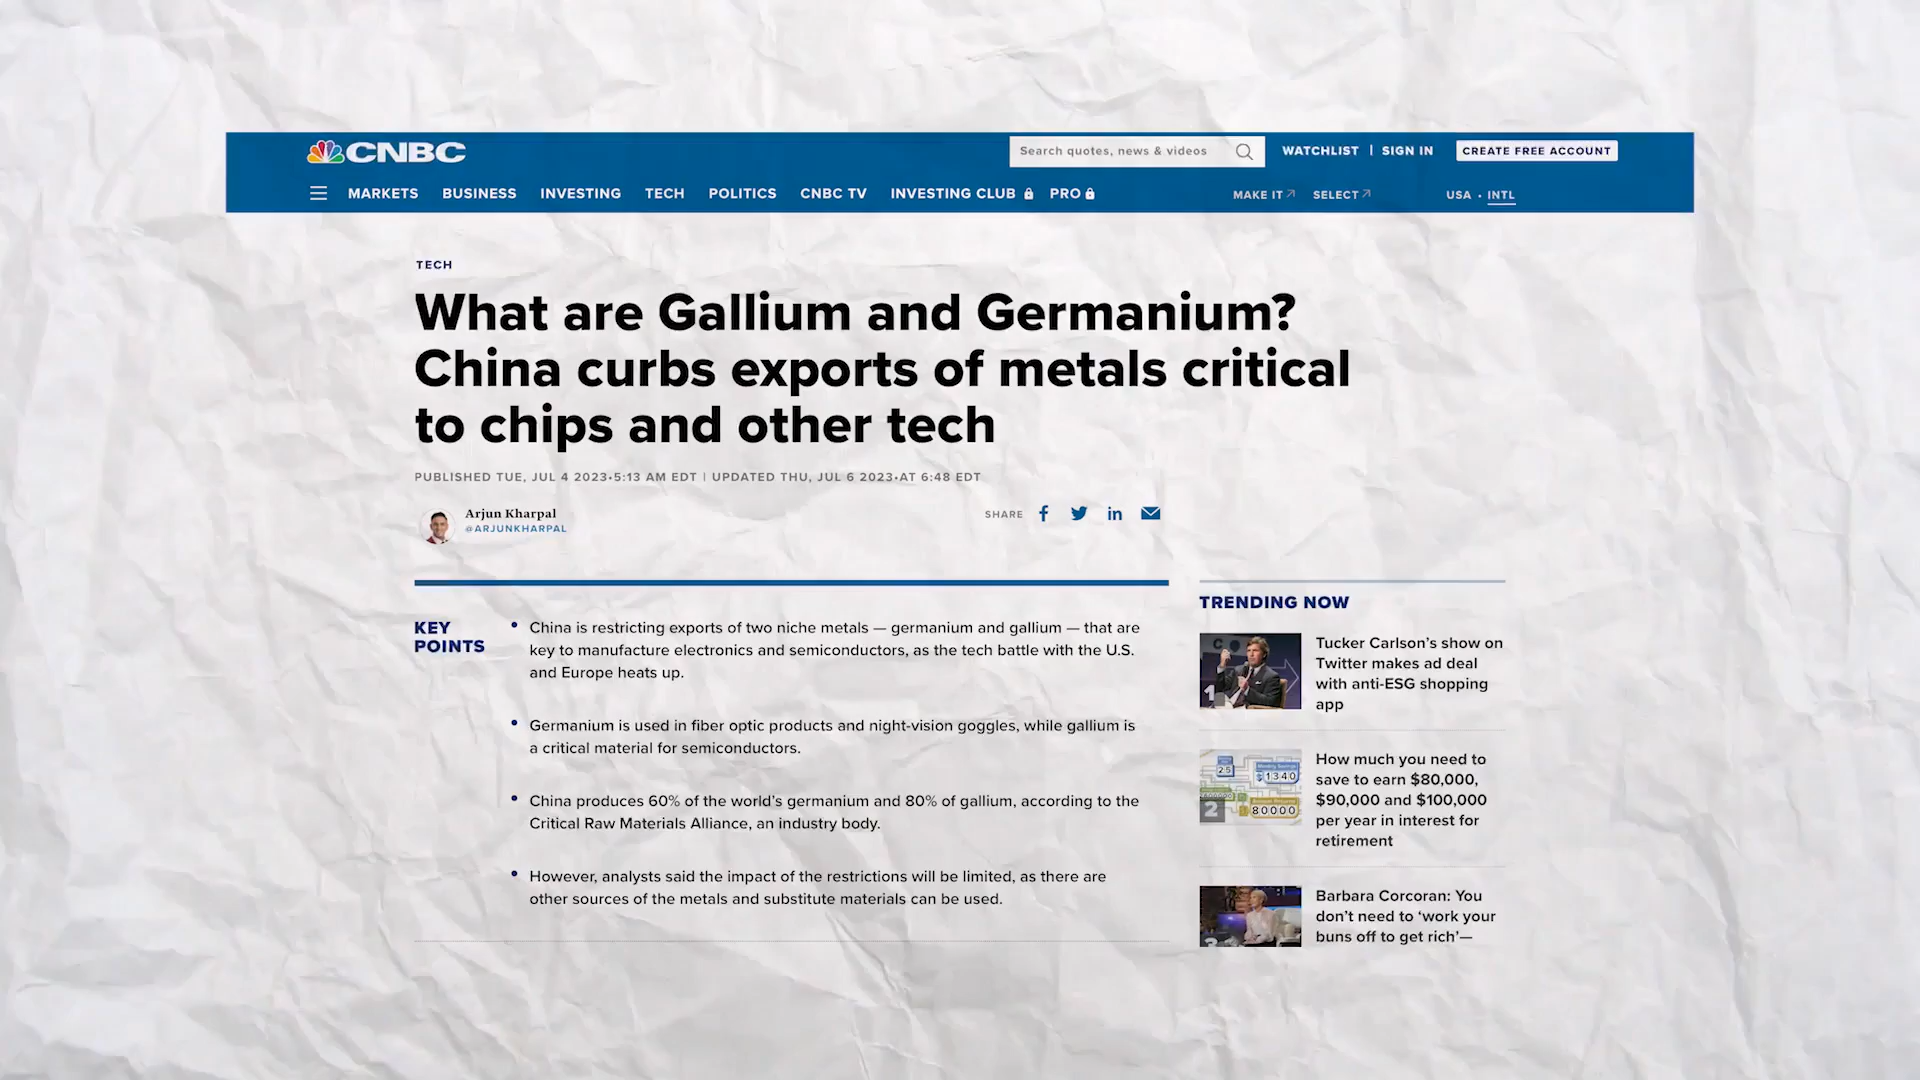 CNBC
Search quotes, news & videos
WATCHLIST | SIGN IN
CREATE FREE ACCOUNT
MARKETS BUSINESS INVESTING TECH POLITICS CNBC TV INVESTING CLUB PRO
MAKE IT SELECT
USA • INTL
TECH
What are Gallium and Germanium?
China curbs exports of metals critical
to chips and other tech
PUBLISHED TUE, JUL 4 2023•5:13 AM EDT | UPDATED THU, JUL 6 2023•AT 6:48 EDT
Arjun Kharpal
@ARJUNKHARPAL
SHARE
KEY
POINTS
• China is restricting exports of two niche metals — germanium and gallium — that are
key to manufacture electronics and semiconductors, as the tech battle with the U.S.
and Europe heats up.
• Germanium is used in fiber optic products and night-vision goggles, while gallium is
a critical material for semiconductors.
• China produces 60% of the world's germanium and 80% of gallium, according to the
Critical Raw Materials Alliance, an industry body.
• However, analysts said the impact of the restrictions will be limited, as there are
other sources of the metals and substitute materials can be used.
TRENDING NOW
1
Tucker Carlson's show on
Twitter makes ad deal
with anti-ESG shopping
app
25
1340
80000
2
How much you need to
save to earn $80,000,
$90,000 and $100,000
per year in interest for
retirement
Barbara Corcoran: You
don't need to 'work your
buns off to get rich'—